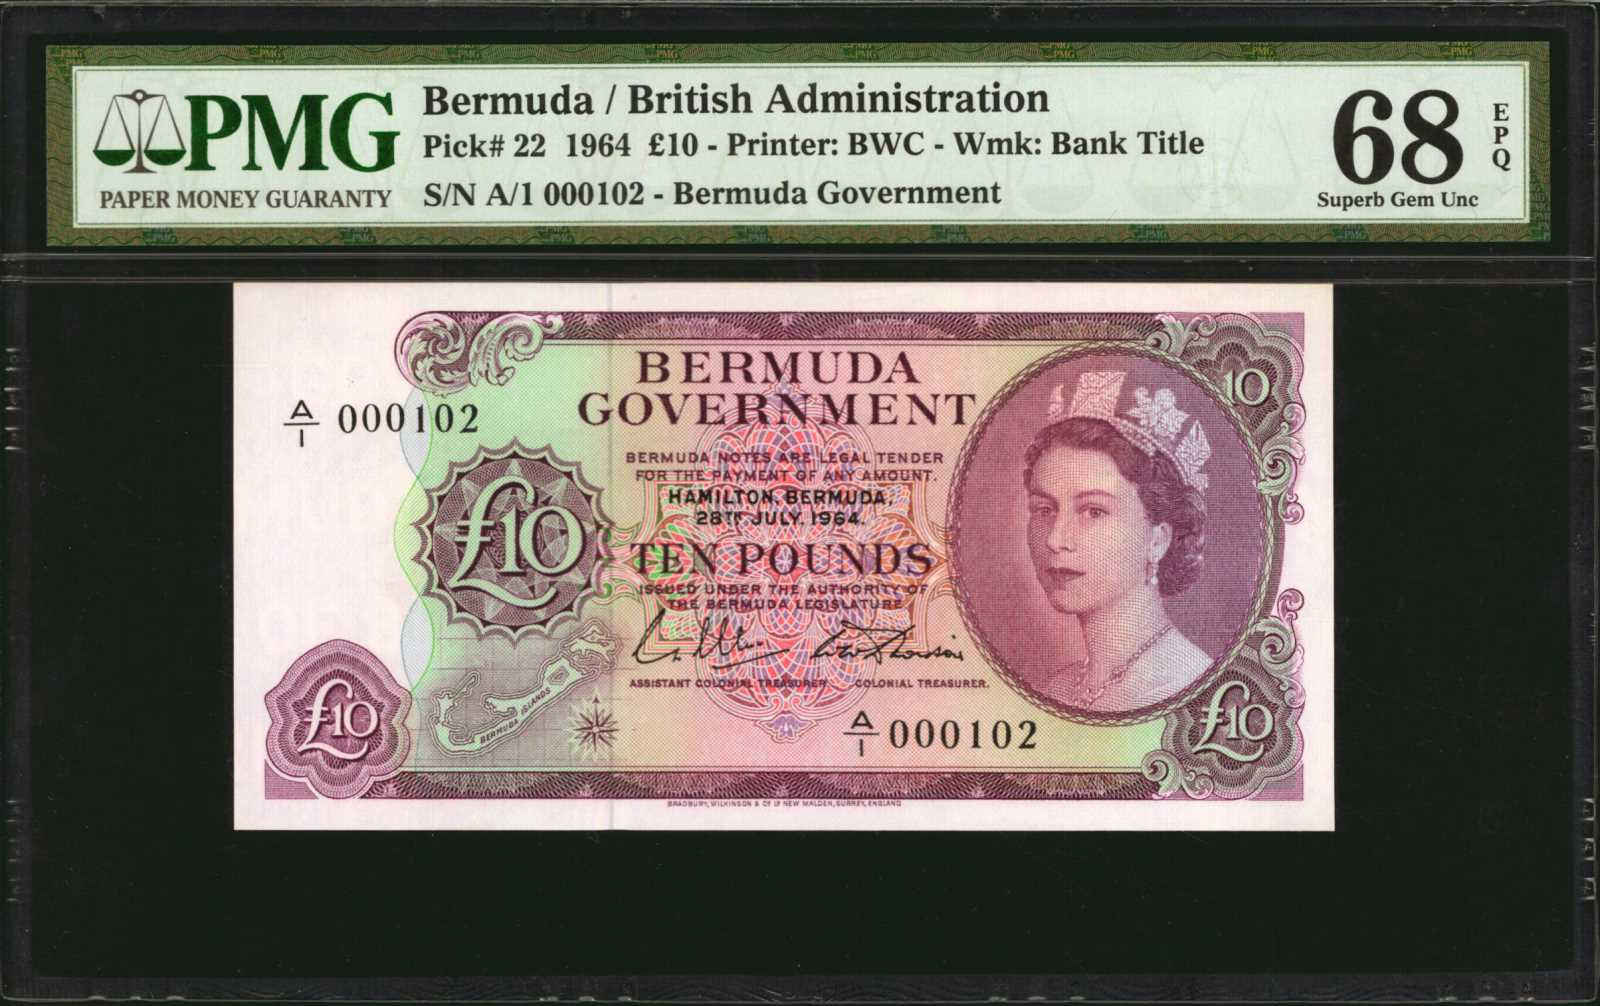 PMG
PAPER MONEY GUARANTY
Bermuda / British Administration
Pick# 22 1964 £10 - Printer: BWC - Wmk: Bank Title
S/N A/1 000102 - Bermuda Government
68
EPQ
Superb Gem Unc
BERMUDA
GOVERNMENT
10
A/1 000102
BERMUDA NOTES ARE LEGAL TENDER
FOR THE PAYMENT OF ANY AMOUNT.
HAMILTON, BERMUDA,
28TH JULY, 1964.
£10
TEN POUNDS
ISSUED UNDER THE AUTHORITY OF
THE BERMUDA LEGISLATURE
ASSISTANT COLONIAL TREASURER
COLONIAL TREASURER.
BERMUDA ISLANDS
£10
A/1 000102
£10
BRADBURY, WILKINSON & Co Ld NEW MALDEN, SURREY, ENGLAND